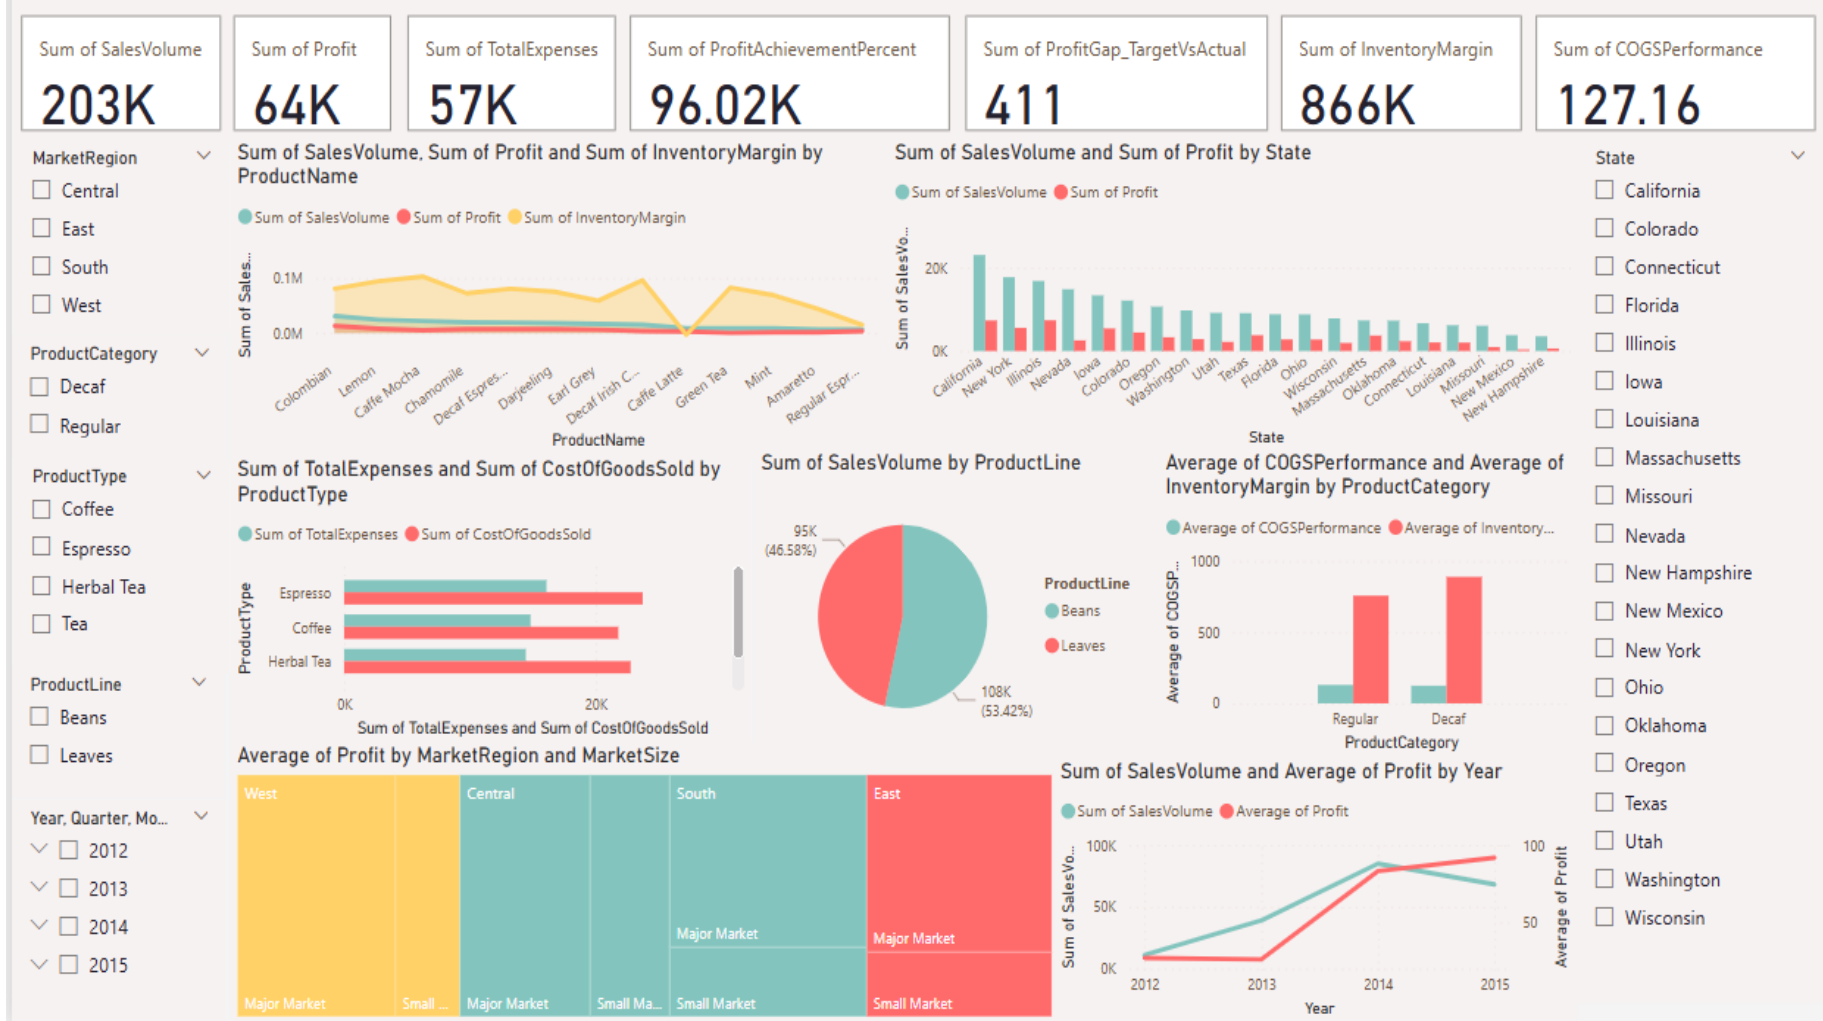 Sum of SalesVolume
203K
Sum of Profit
64K
Sum of TotalExpenses
57K
Sum of ProfitAchievementPercent
96.02K
Sum of ProfitGap_TargetVsActual
411
Sum of InventoryMargin
866K
Sum of COGSPerformance
127.16
MarketRegion
Central
East
South
West
ProductCategory
Decaf
Regular
ProductType
Coffee
Espresso
Herbal Tea
Tea
ProductLine
Beans
Leaves
Year, Quarter, Mo...
2012
2013
2014
2015
Sum of SalesVolume, Sum of Profit and Sum of InventoryMargin by
ProductName
Sum of SalesVolume Sum of Profit Sum of InventoryMargin
Sum of Sales...
0.1M
0.0M
Colombian
Lemon
Caffe Mocha
Chamomile
Decaf Espres...
Darjeeling
Earl Grey
Decaf Irish C...
Caffe Latte
Green Tea
Mint
Amaretto
Regular Espr...
ProductName
Sum of SalesVolume and Sum of Profit by State
Sum of SalesVolume Sum of Profit
Sum of SalesVo...
20K
0K
California
New York
Illinois
Nevada
Iowa
Colorado
Oregon
Washington
Utah
Texas
Florida
Ohio
Wisconsin
Massachusetts
Oklahoma
Connecticut
Louisiana
Missouri
New Mexico
New Hampshire
State
Sum of TotalExpenses and Sum of CostOfGoodsSold by
ProductType
Sum of TotalExpenses Sum of CostOfGoodsSold
ProductType
Espresso
Coffee
Herbal Tea
0K
20K
Sum of TotalExpenses and Sum of CostOfGoodsSold
Sum of SalesVolume by ProductLine
95K
(46.58%)
108K
(53.42%)
ProductLine
Beans
Leaves
Average of COGSPerformance and Average of
InventoryMargin by ProductCategory
Average of COGSPerformance Average of Inventory...
Average of COGSP...
1000
500
0
Regular
Decaf
ProductCategory
Average of Profit by MarketRegion and MarketSize
West
Major Market
Small ...
Central
Major Market
Small Ma...
South
Major Market
Small Market
East
Major Market
Small Market
Sum of SalesVolume and Average of Profit by Year
Sum of SalesVolume Average of Profit
Sum of SalesVo...
100K
50K
0K
100
50
Average of Profit
2012
2013
2014
2015
Year
State
California
Colorado
Connecticut
Florida
Illinois
Iowa
Louisiana
Massachusetts
Missouri
Nevada
New Hampshire
New Mexico
New York
Ohio
Oklahoma
Oregon
Texas
Utah
Washington
Wisconsin